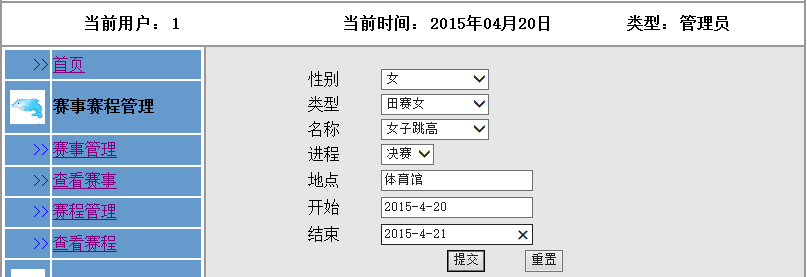 当前用户：1 当前时间：2015年04月20日 类型：管理员
>> 首页
赛事赛程管理
>> 赛事管理
>> 查看赛事
>> 赛程管理
>> 查看赛程
性别 女
类型 田赛女
名称 女子跳高
进程 决赛
地点 体育馆
开始 2015-4-20
结束 2015-4-21 ×
提交 重置